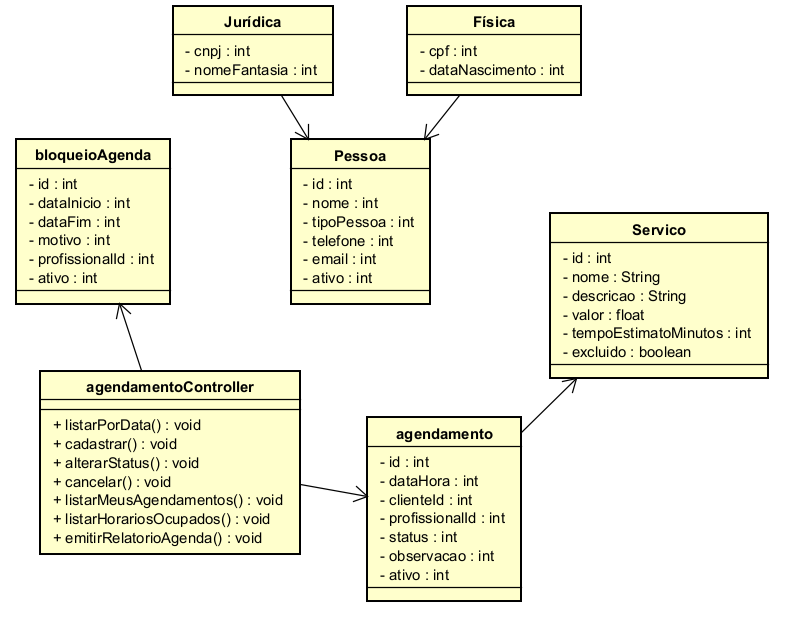 Jurídica
- cnpj : int
- nomeFantasia : int
Física
- cpf : int
- dataNascimento : int
bloqueioAgenda
- id : int
- dataInicio : int
- dataFim : int
- motivo : int
- profissionalId : int
- ativo : int
Pessoa
- id : int
- nome : int
- tipoPessoa : int
- telefone : int
- email : int
- ativo : int
Servico
- id : int
- nome : String
- descricao : String
- valor : float
- tempoEstimatoMinutos : int
- excluido : boolean
agendamentoController
+ listarPorData() : void
+ cadastrar() : void
+ alterarStatus() : void
+ cancelar() : void
+ listarMeusAgendamentos() : void
+ listarHorariosOcupados() : void
+ emitirRelatorioAgenda() : void
agendamento
- id : int
- dataHora : int
- clienteId : int
- profissionalId : int
- status : int
- observacao : int
- ativo : int